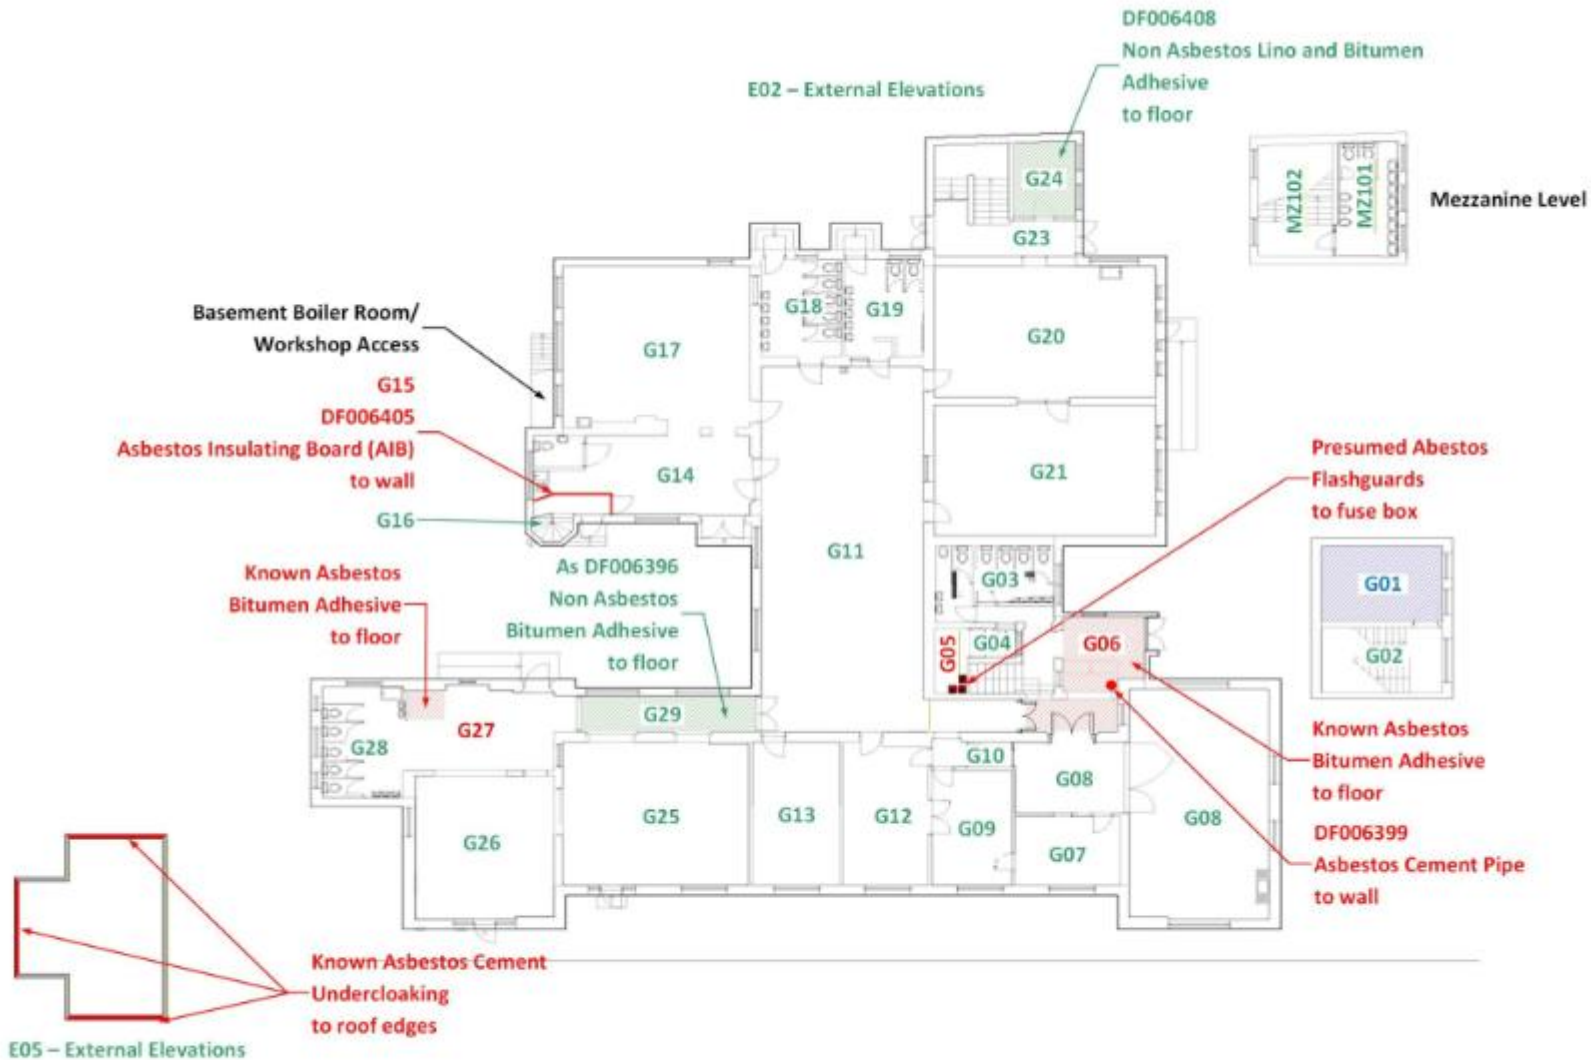 DF006408
Non Asbestos Lino and Bitumen
Adhesive
to floor
E02 – External Elevations
G24
G23
MZ102
MZ101
Mezzanine Level
Basement Boiler Room/
Workshop Access
G18
G19
G17
G20
G15
DF006405
Asbestos Insulating Board (AIB)
to wall
G14
G16
G21
Presumed Abestos
Flashguards
to fuse box
G11
As DF006396
Non Asbestos
Bitumen Adhesive
to floor
Known Asbestos
Bitumen Adhesive
to floor
G03
G04
G05
G06
G01
G02
G29
G27
G28
G10
G08
Known Asbestos
Bitumen Adhesive
to floor
G25
G13
G12
G09
G07
G08
G26
DF006399
Asbestos Cement Pipe
to wall
Known Asbestos Cement
Undercloaking
to roof edges
E05 – External Elevations